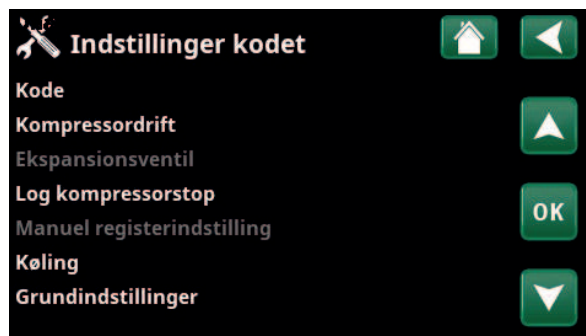 Indstillinger kodet
Kode
Kompressordrift
Ekspansionsventil
Log kompressorstop
OK
Manuel registerindstilling
Køling
Grundindstillinger